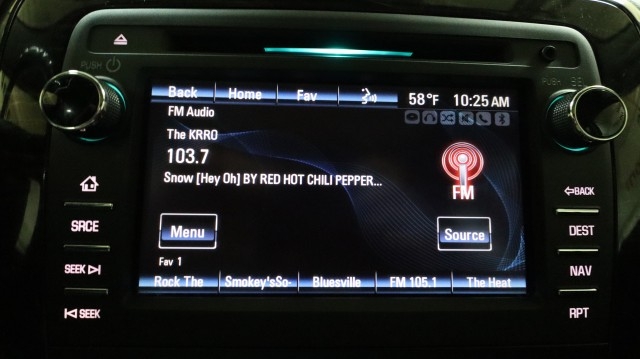 PUSH
Back Home Fav 58°F 10:25 AM
PUSH
FM Audio
The KRRO
103.7
Snow [Hey Oh] BY RED HOT CHILI PEPPER...
FM
BACK
SRCE
Menu
Source
DEST
Fav 1
SEEK
NAV
Rock The Smokey'sSo- Bluesville FM 105.1 The Heat
SEEK
RPT